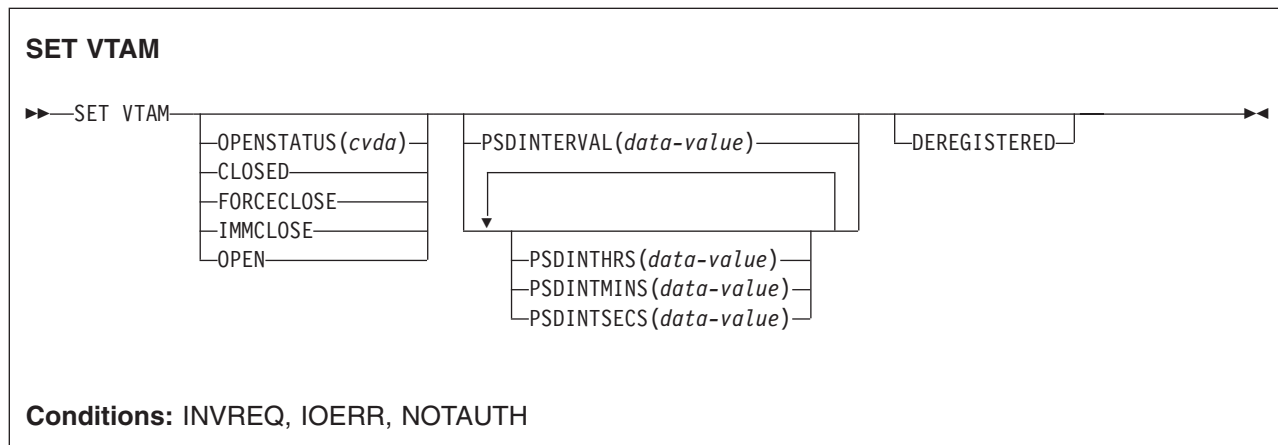 SET VTAM
SET VTAM
OPENSTATUS(cvda)
CLOSED
FORCECLOSE
IMMCLOSE
OPEN
PSDINTERVAL(data-value)
PSDINTHRS(data-value)
PSDINTMINS(data-value)
PSDINTSECS(data-value)
DEREGISTERED
Conditions: INVREQ, IOERR, NOTAUTH